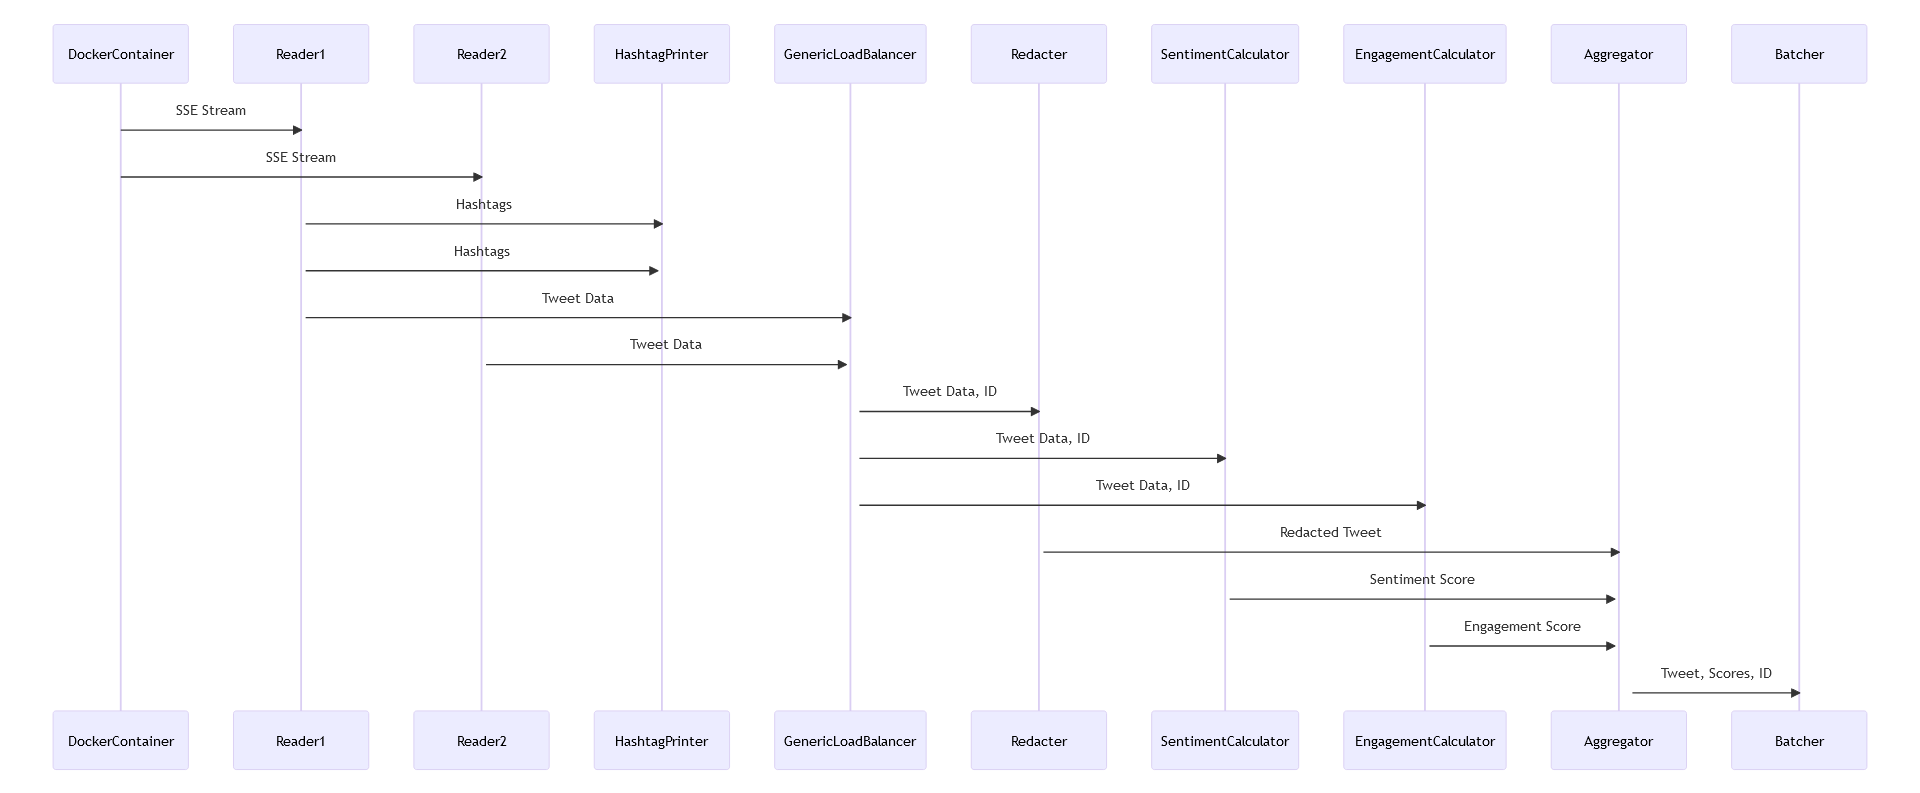 DockerContainer Reader1 Reader2 HashtagPrinter GenericLoadBalancer Redacter SentimentCalculator EngagementCalculator Aggregator Batcher
SSE Stream
SSE Stream
Hashtags
Hashtags
Tweet Data
Tweet Data
Tweet Data, ID
Tweet Data, ID
Tweet Data, ID
Redacted Tweet
Sentiment Score
Engagement Score
Tweet, Scores, ID
DockerContainer Reader1 Reader2 HashtagPrinter GenericLoadBalancer Redacter SentimentCalculator EngagementCalculator Aggregator Batcher